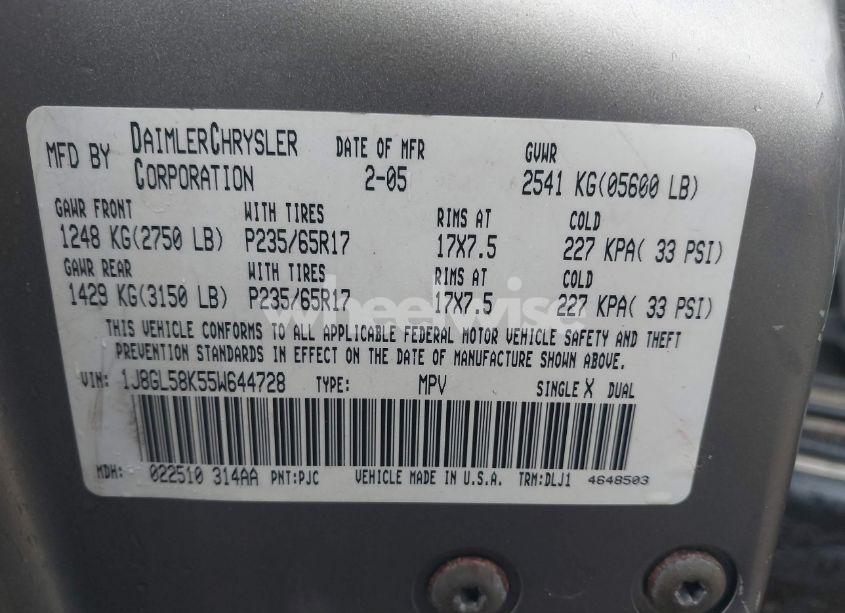 MFD BY DAIMLERCHRYSLER CORPORATION DATE OF MFR 2-05 GVWR 2541 KG(05600 LB)
GAWR FRONT WITH TIRES RIMS AT COLD
1248 KG(2750 LB) P235/65R17 17X7.5 227 KPA( 33 PSI)
GAWR REAR WITH TIRES RIMS AT COLD
1429 KG(3150 LB) P235/65R17 17X7.5 227 KPA( 33 PSI)
THIS VEHICLE CONFORMS TO ALL APPLICABLE FEDERAL MOTOR VEHICLE SAFETY AND THEFT
PREVENTION STANDARDS IN EFFECT ON THE DATE OF MANUFACTURE SHOWN ABOVE.
VIN: 1J8GL58K55W644728 TYPE: MPV SINGLE X DUAL
MDH: 022510 314AA PNT:PJC VEHICLE MADE IN U.S.A. TRM:DLJ1 4648503
wheelwise